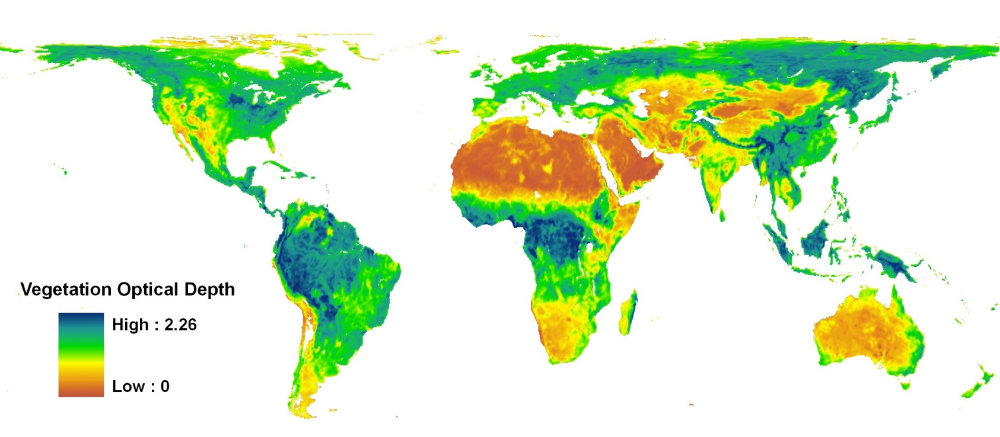 Vegetation Optical Depth
High : 2.26
Low : 0